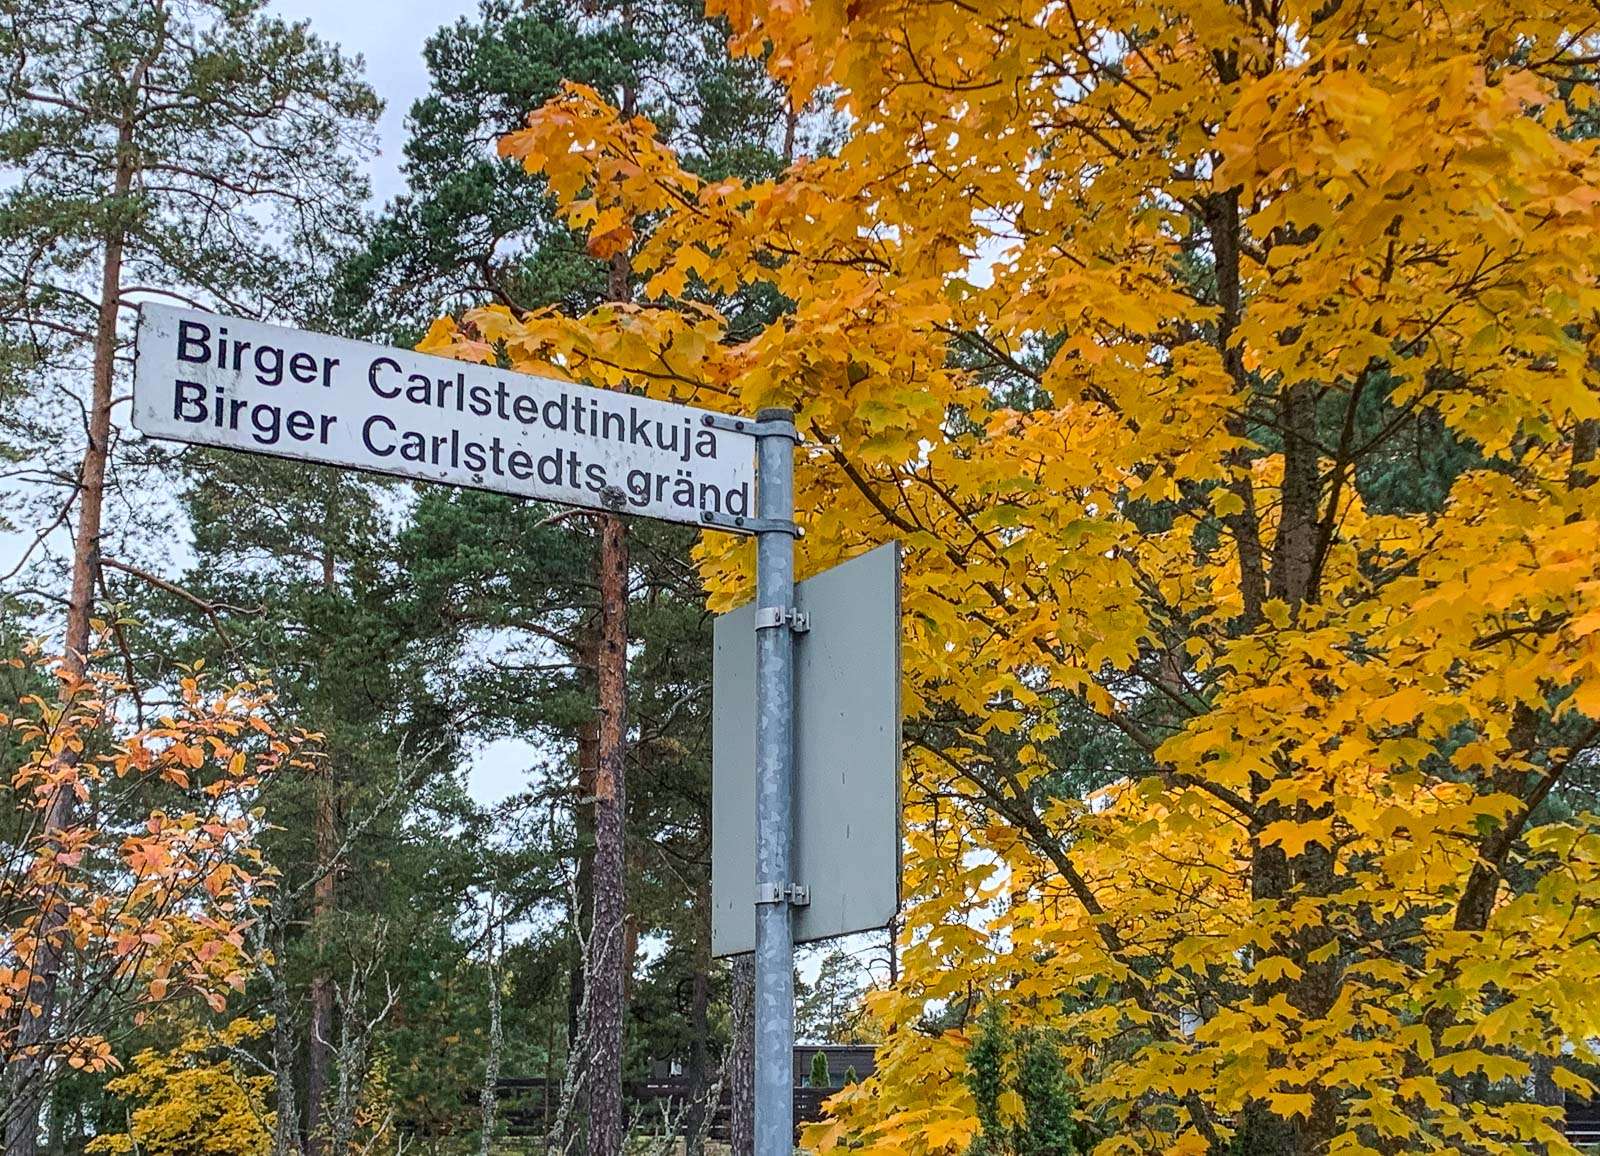 Birger Carlstedtinkuja
Birger Carlstedts gränd